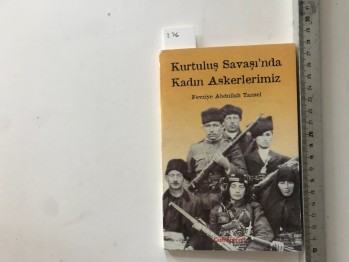 Kurtuluş Savaşı'nda
Kadın Askerlerimiz
Fevziye Abdullah Tansel